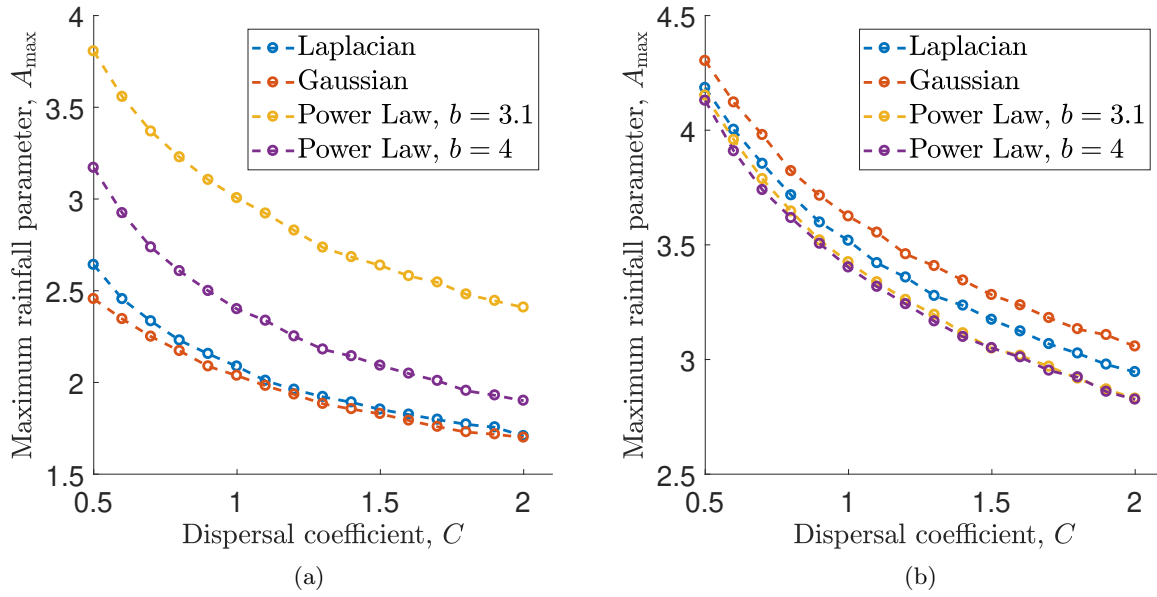 4
3.5
3
2.5
2
1.5
0.5
1
1.5
2
Maximum rainfall parameter, A_max
Dispersal coefficient, C
Laplacian
Gaussian
Power Law, b = 3.1
Power Law, b = 4
(a)
4.5
4
3.5
3
2.5
0.5
1
1.5
2
Maximum rainfall parameter, A_max
Dispersal coefficient, C
Laplacian
Gaussian
Power Law, b = 3.1
Power Law, b = 4
(b)